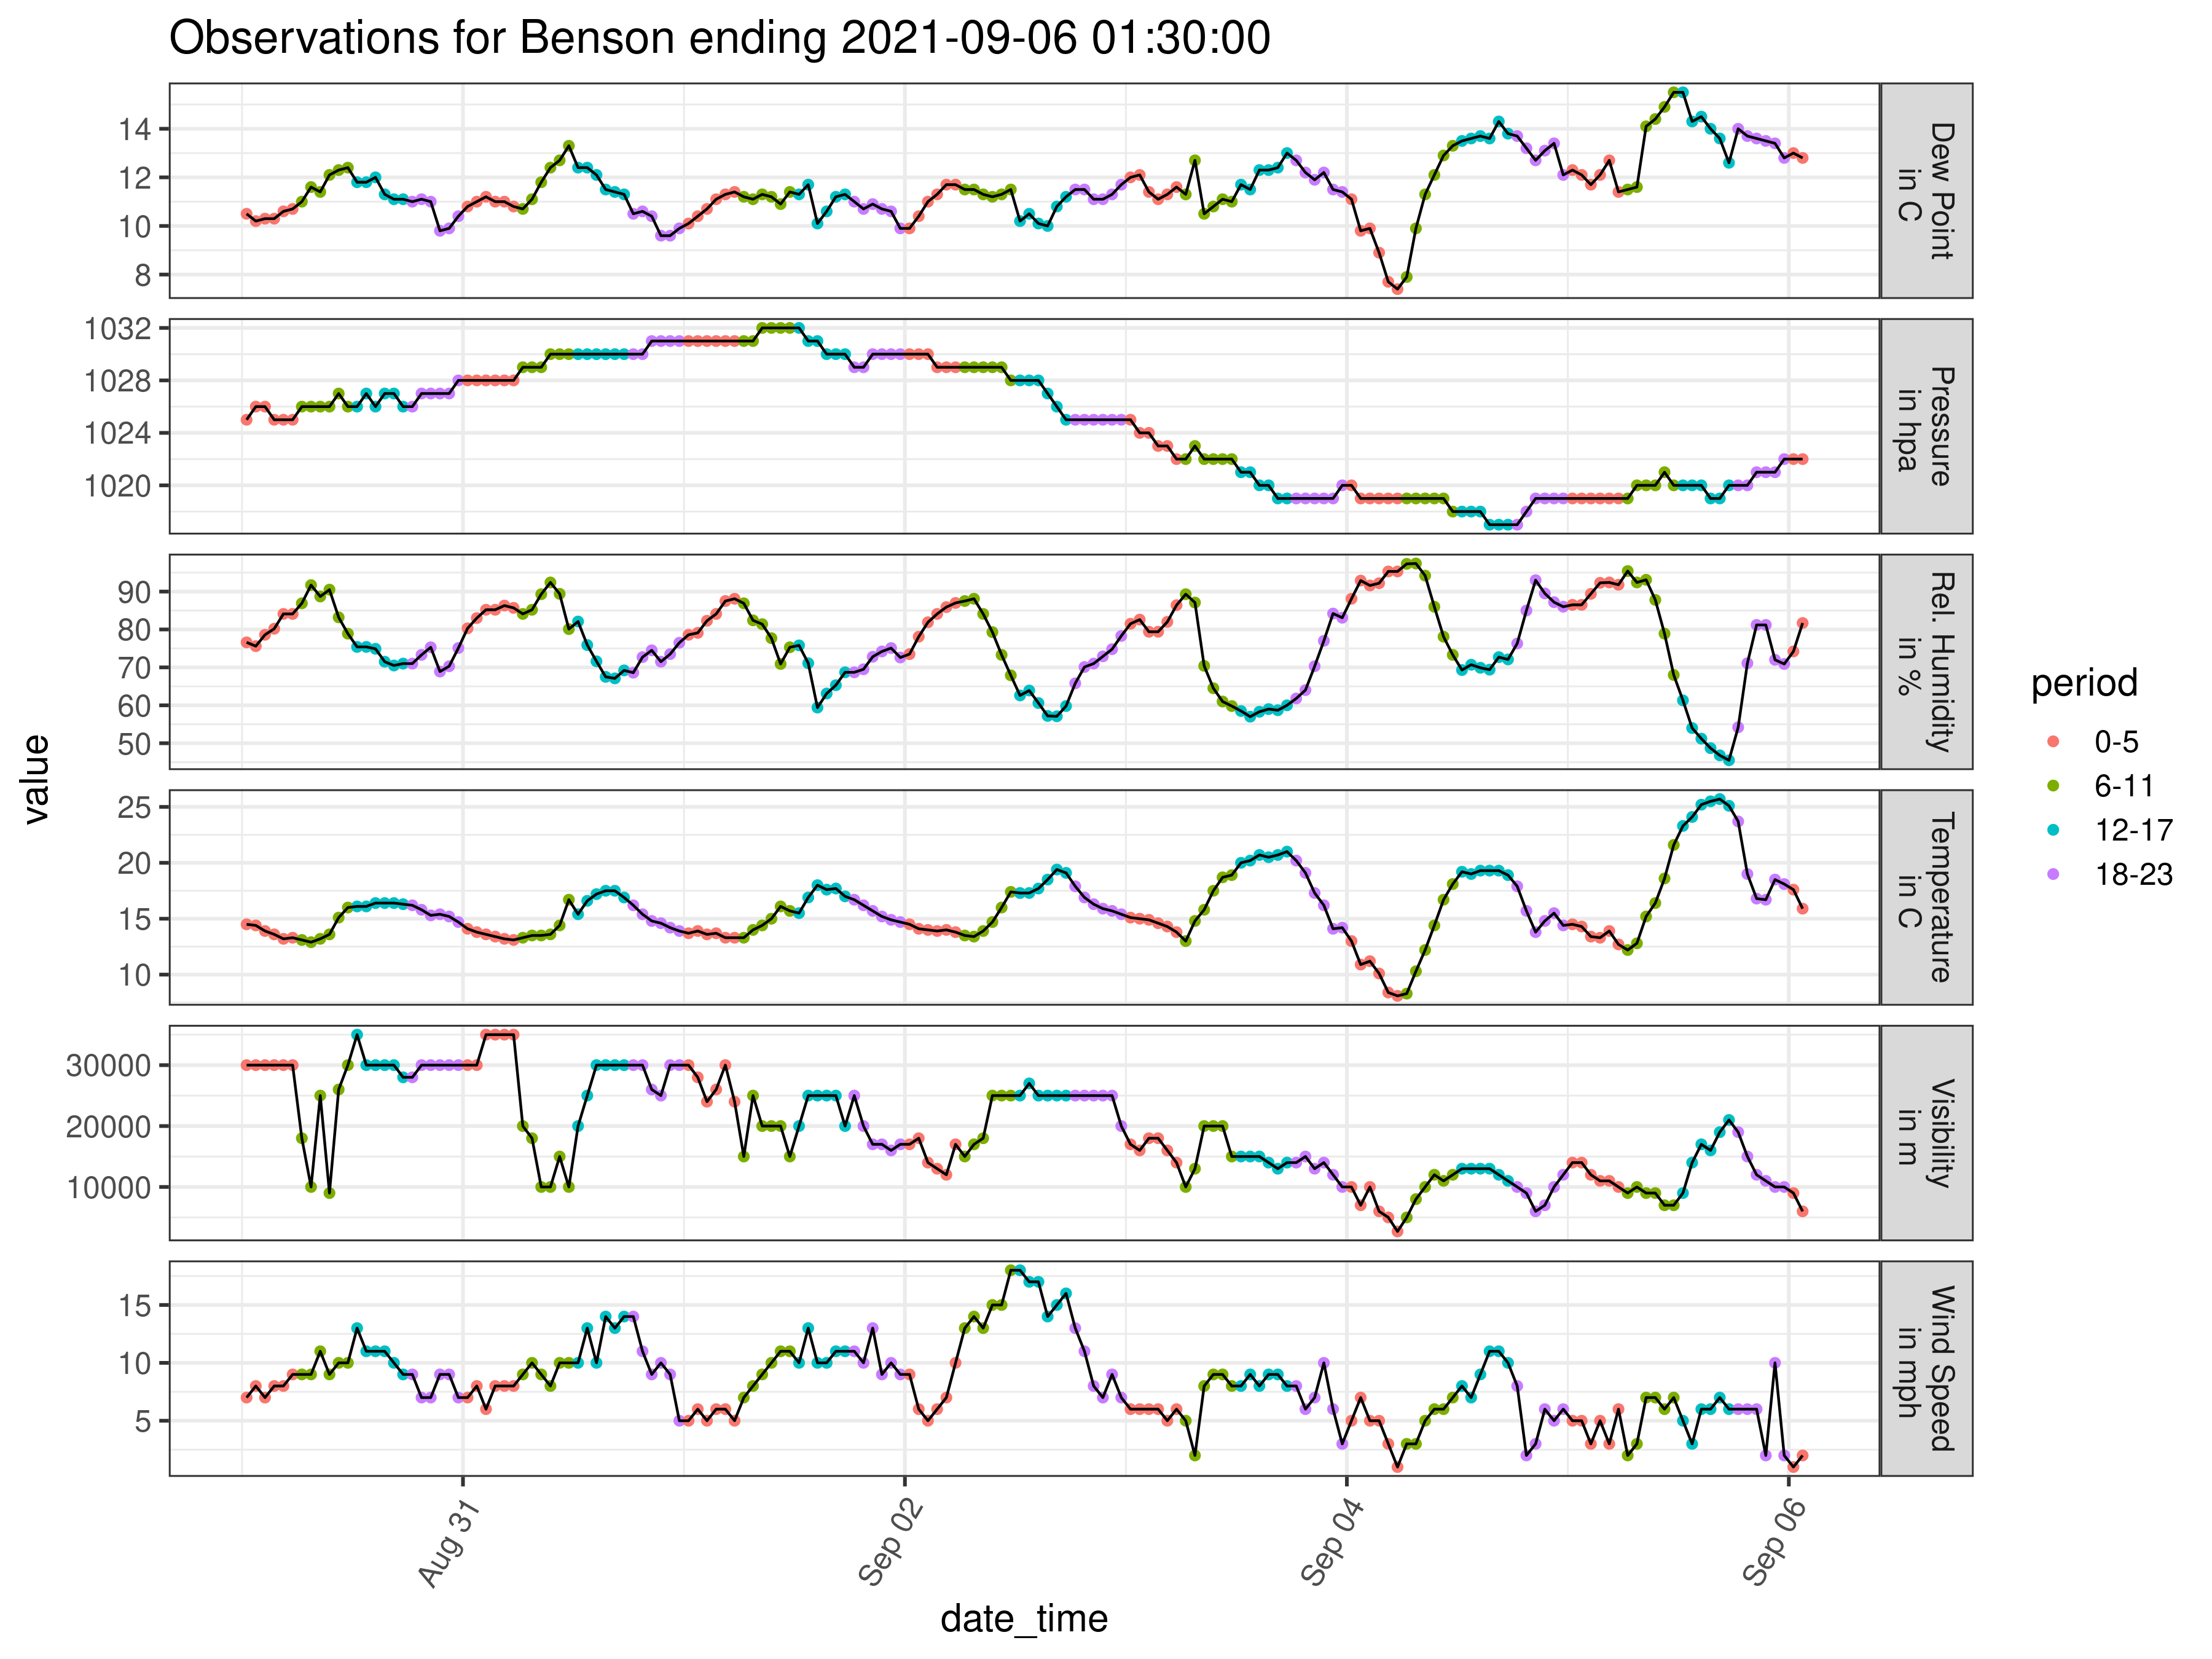 Observations for Benson ending 2021-09-06 01:30:00
value
14
12
10
8
Dew Point
in C
1032
1028
1024
1020
Pressure
in hpa
90
80
70
60
50
Rel. Humidity
in %
25
20
15
10
Temperature
in C
30000
20000
10000
Visibility
in m
15
10
5
Wind Speed
in mph
Aug 31
Sep 02
Sep 04
Sep 06
date_time
period
0-5
6-11
12-17
18-23